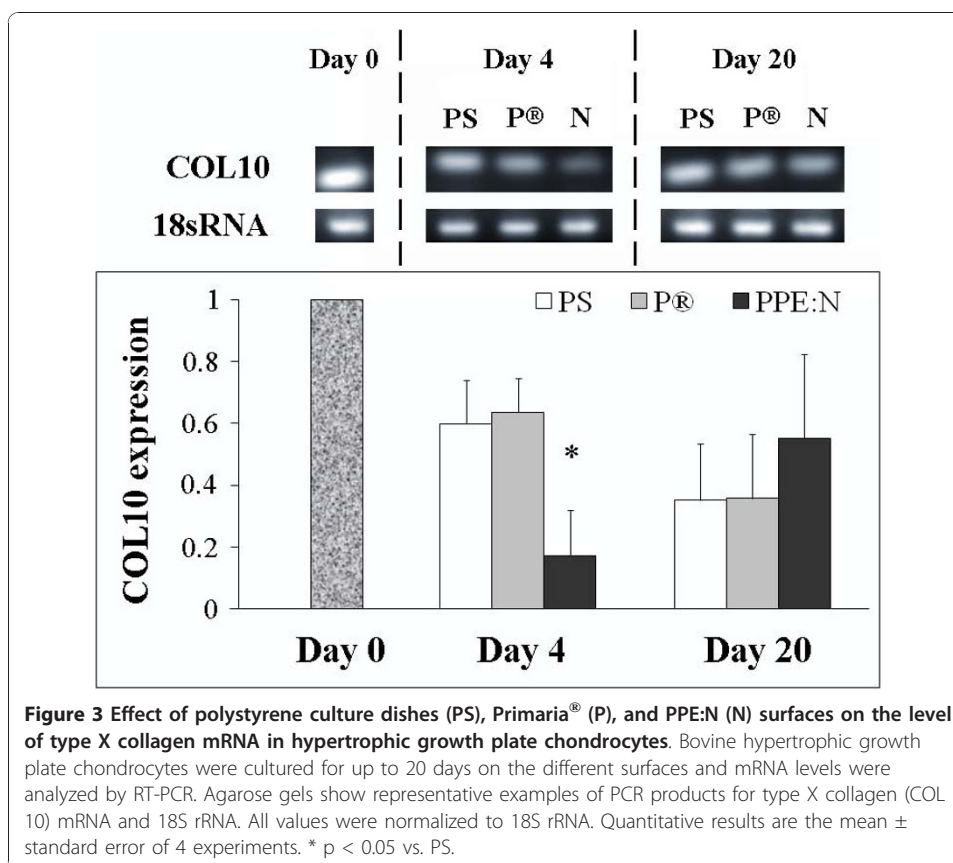 Day 0 Day 4 Day 20
PS P® N PS P® N
COL10
18sRNA
PS P® PPE:N
1
0.8
0.6
0.4
0.2
0
COL10 expression
*
Day 0 Day 4 Day 20
Figure 3 Effect of polystyrene culture dishes (PS), Primaria® (P), and PPE:N (N) surfaces on the level
of type X collagen mRNA in hypertrophic growth plate chondrocytes. Bovine hypertrophic growth
plate chondrocytes were cultured for up to 20 days on the different surfaces and mRNA levels were
analyzed by RT-PCR. Agarose gels show representative examples of PCR products for type X collagen (COL
10) mRNA and 18S rRNA. All values were normalized to 18S rRNA. Quantitative results are the mean ±
standard error of 4 experiments. * p < 0.05 vs. PS.